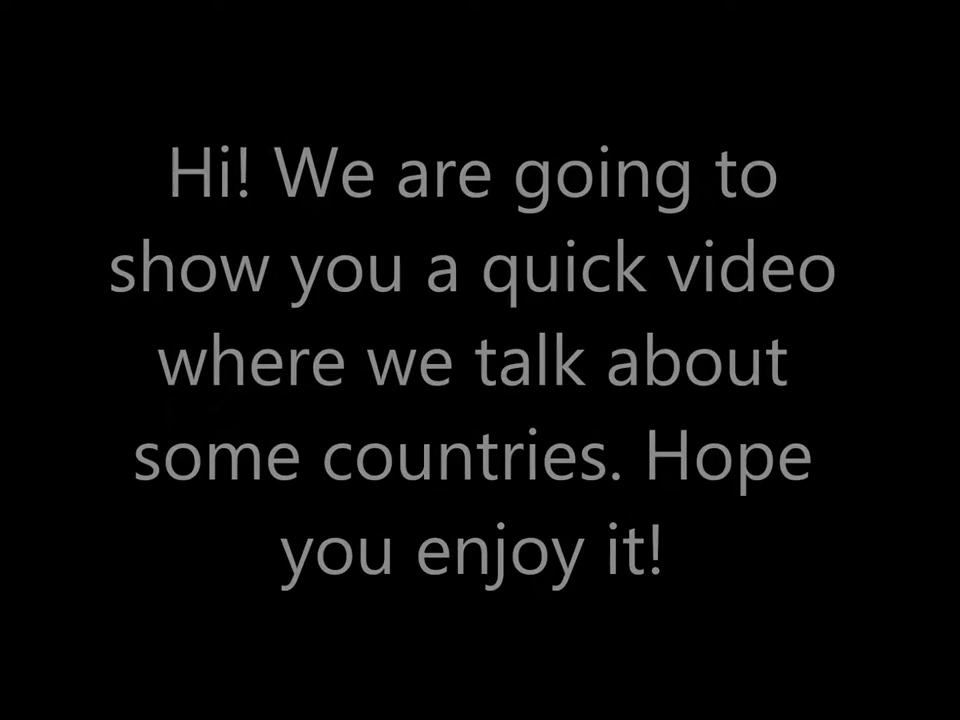 Hi! We are going to
show you a quick video
where we talk about
some countries. Hope
you enjoy it!